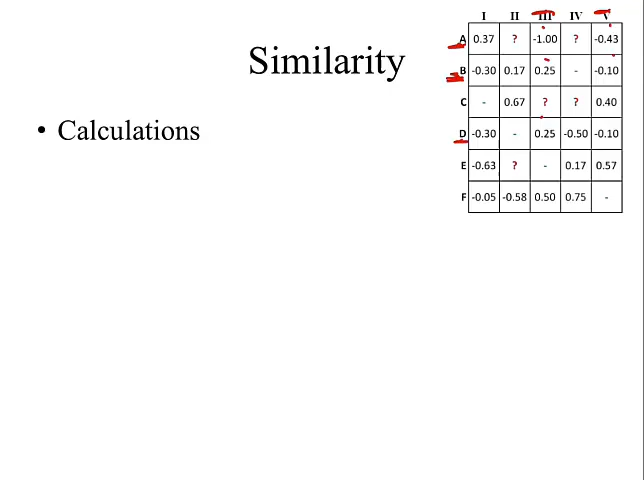 Similarity
• Calculations
I II III IV V
A 0.37 ? -1.00 ? -0.43
B -0.30 0.17 0.25 - -0.10
C - 0.67 ? ? 0.40
D -0.30 - 0.25 -0.50 -0.10
E -0.63 ? - 0.17 0.57
F -0.05 -0.58 0.50 0.75 -